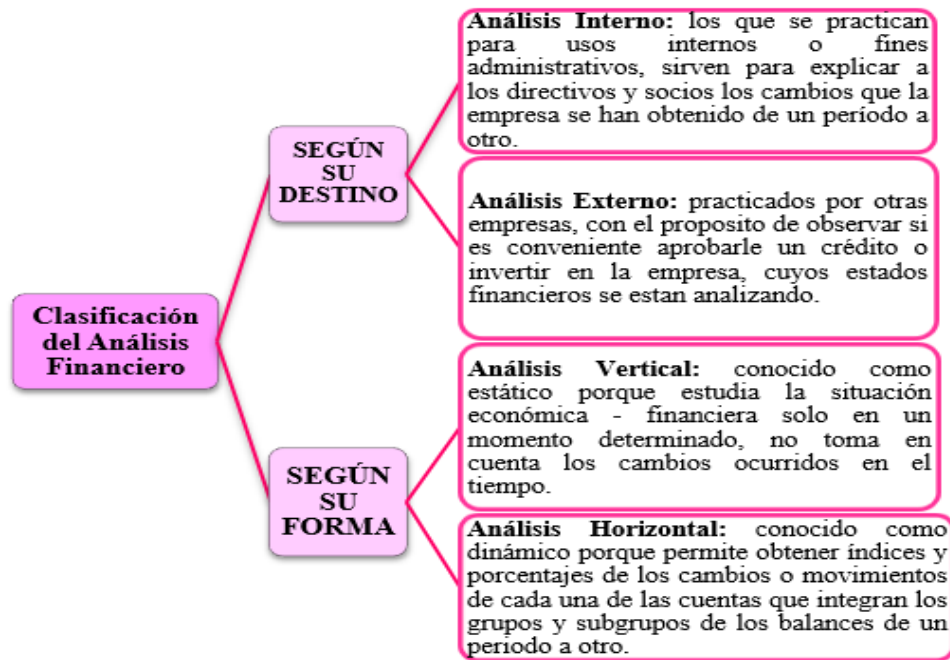 Clasificación
del Análisis
Financiero
SEGÚN
SU
DESTINO
Análisis Interno: los que se practican
para usos internos o fines
administrativos, sirven para explicar a
los directivos y socios los cambios que la
empresa se han obtenido de un período a
otro.
Análisis Externo: practicados por otras
empresas, con el proposito de observar si
es conveniente aprobarle un crédito o
invertir en la empresa, cuyos estados
financieros se estan analizando.
SEGÚN
SU
FORMA
Análisis Vertical: conocido como
estático porque estudia la situación
económica - financiera solo en un
momento determinado, no toma en
cuenta los cambios ocurridos en el
tiempo.
Análisis Horizontal: conocido como
dinámico porque permite obtener índices y
porcentajes de los cambios o movimientos
de cada una de las cuentas que integran los
grupos y subgrupos de los balances de un
periodo a otro.